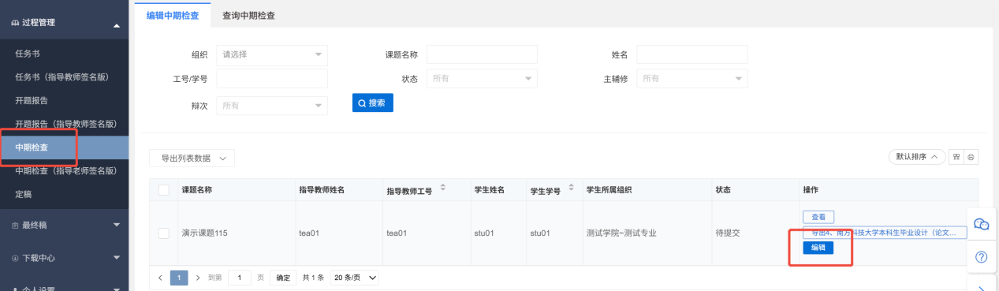 过程管理
任务书
任务书（指导教师签名版）
开题报告
开题报告（指导教师签名版）
中期检查
中期检查（指导老师签名版）
定稿
最终稿
下载中心
个人设置
编辑中期检查 查询中期检查
组织 请选择 课题名称 姓名
工号/学号 状态 所有 主辅修 所有
辩次 所有 搜索
导出列表数据 默认排序
课题名称 指导教师姓名 指导教师工号 学生姓名 学生学号 学生所属组织 状态 操作
查看
演示课题115 tea01 tea01 stu01 stu01 测试学院-测试专业 待提交 导出4、南方科技大学本科生毕业设计（论文...
编辑
1 到第 1 页 确定 共 1 条 20 条/页